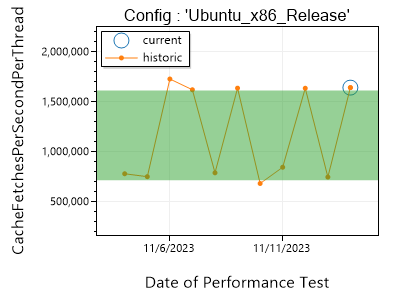 Config : 'Ubuntu_x86_Release'
current
historic
CacheFetchesPerSecondPerThread
2,000,000
1,500,000
1,000,000
500,000
11/6/2023
11/11/2023
Date of Performance Test